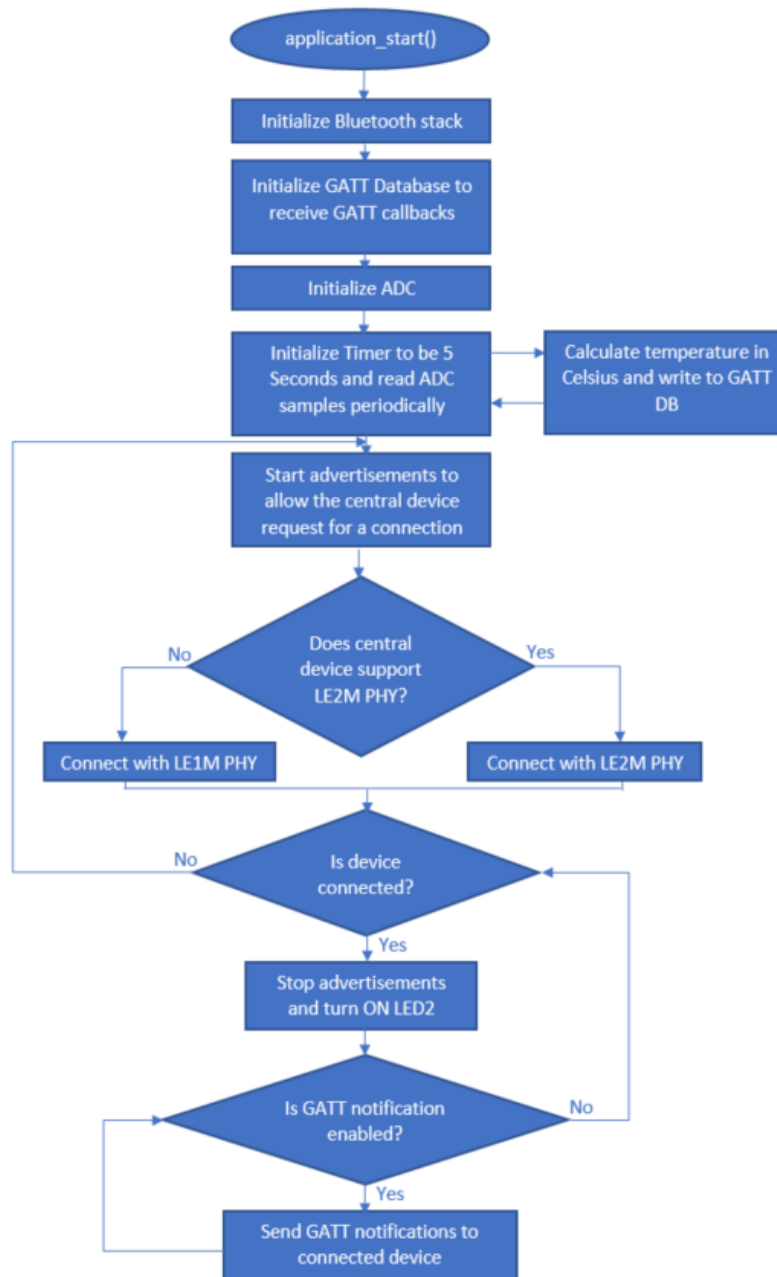 application_start()
Initialize Bluetooth stack
Initialize GATT Database to
receive GATT callbacks
Initialize ADC
Initialize Timer to be 5
Seconds and read ADC
samples periodically
Calculate temperature in
Celsius and write to GATT
DB
Start advertisements to
allow the central device
request for a connection
Does central
device support
LE2M PHY?
No
Yes
Connect with LE1M PHY
Connect with LE2M PHY
Is device
connected?
No
Yes
Stop advertisements
and turn ON LED2
Is GATT notification
enabled?
No
Yes
Send GATT notifications to
connected device